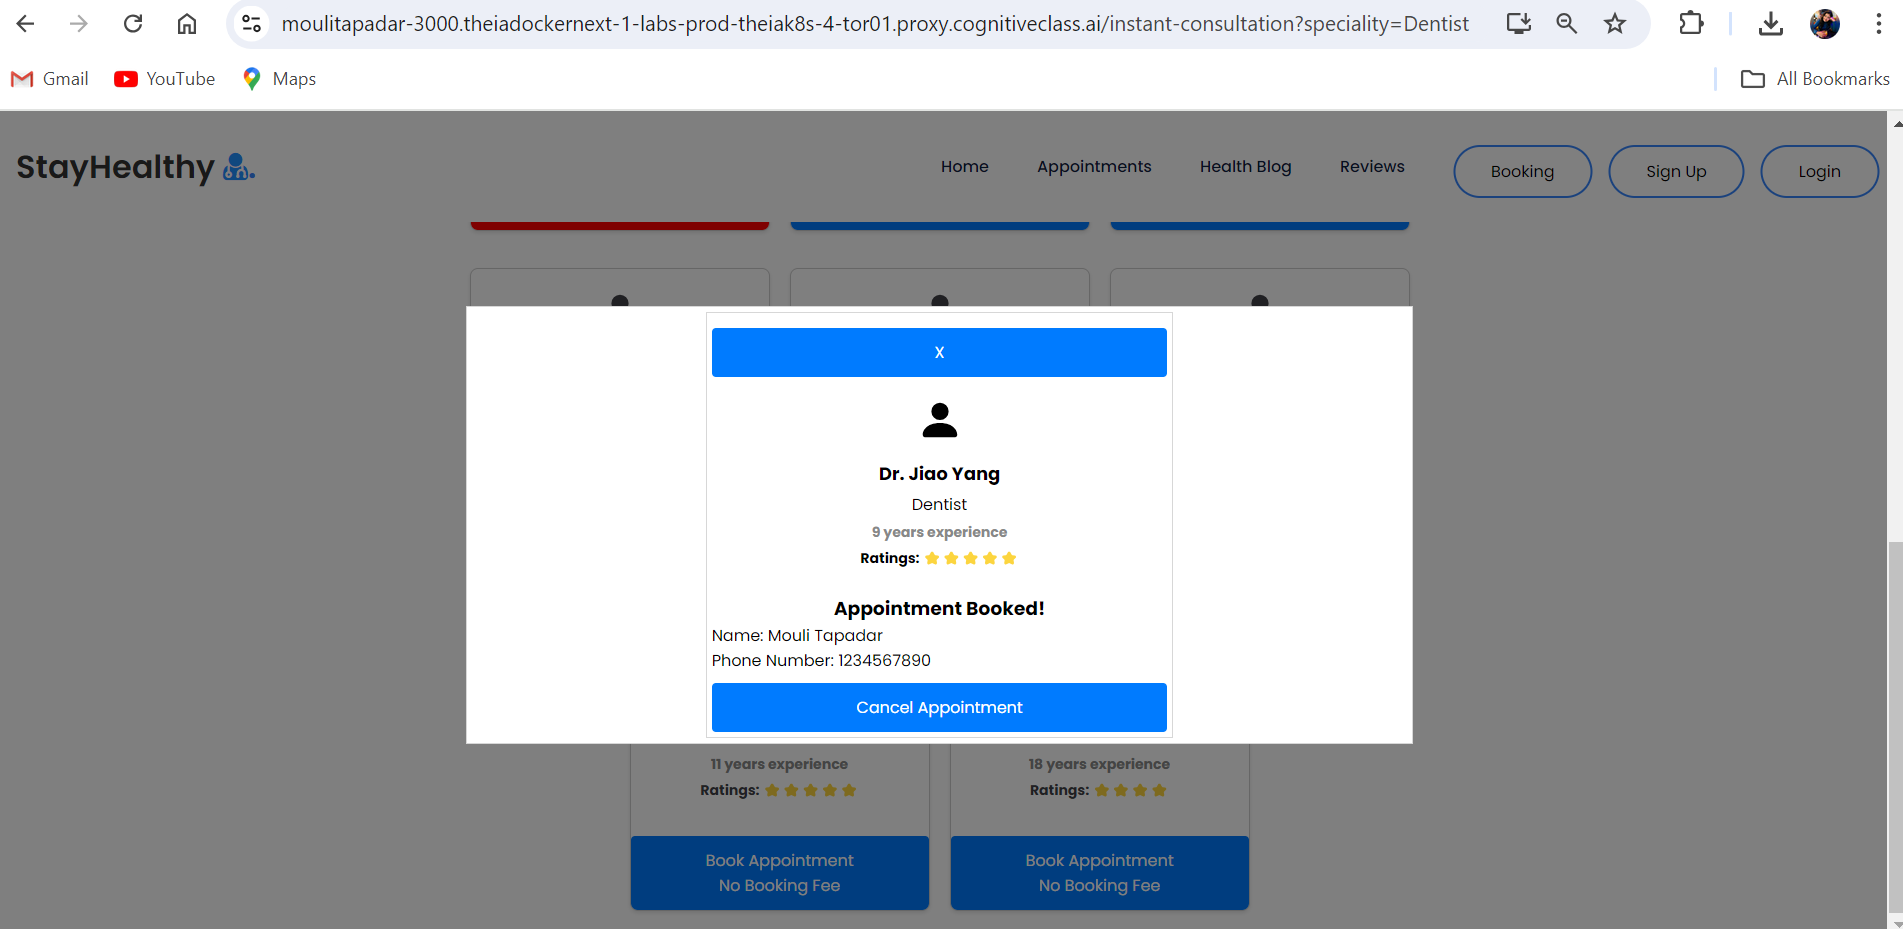 moulitapadar-3000.theiadockernext-1-labs-prod-theiak8s-4-tor01.proxy.cognitiveclass.ai/instant-consultation?speciality=Dentist
Gmail YouTube Maps All Bookmarks
StayHealthy Home Appointments Health Blog Reviews Booking Sign Up Login
X
Dr. Jiao Yang
Dentist
9 years experience
Ratings:
Appointment Booked!
Name: Mouli Tapadar
Phone Number: 1234567890
Cancel Appointment
11 years experience 18 years experience
Ratings: Ratings:
Book Appointment Book Appointment
No Booking Fee No Booking Fee